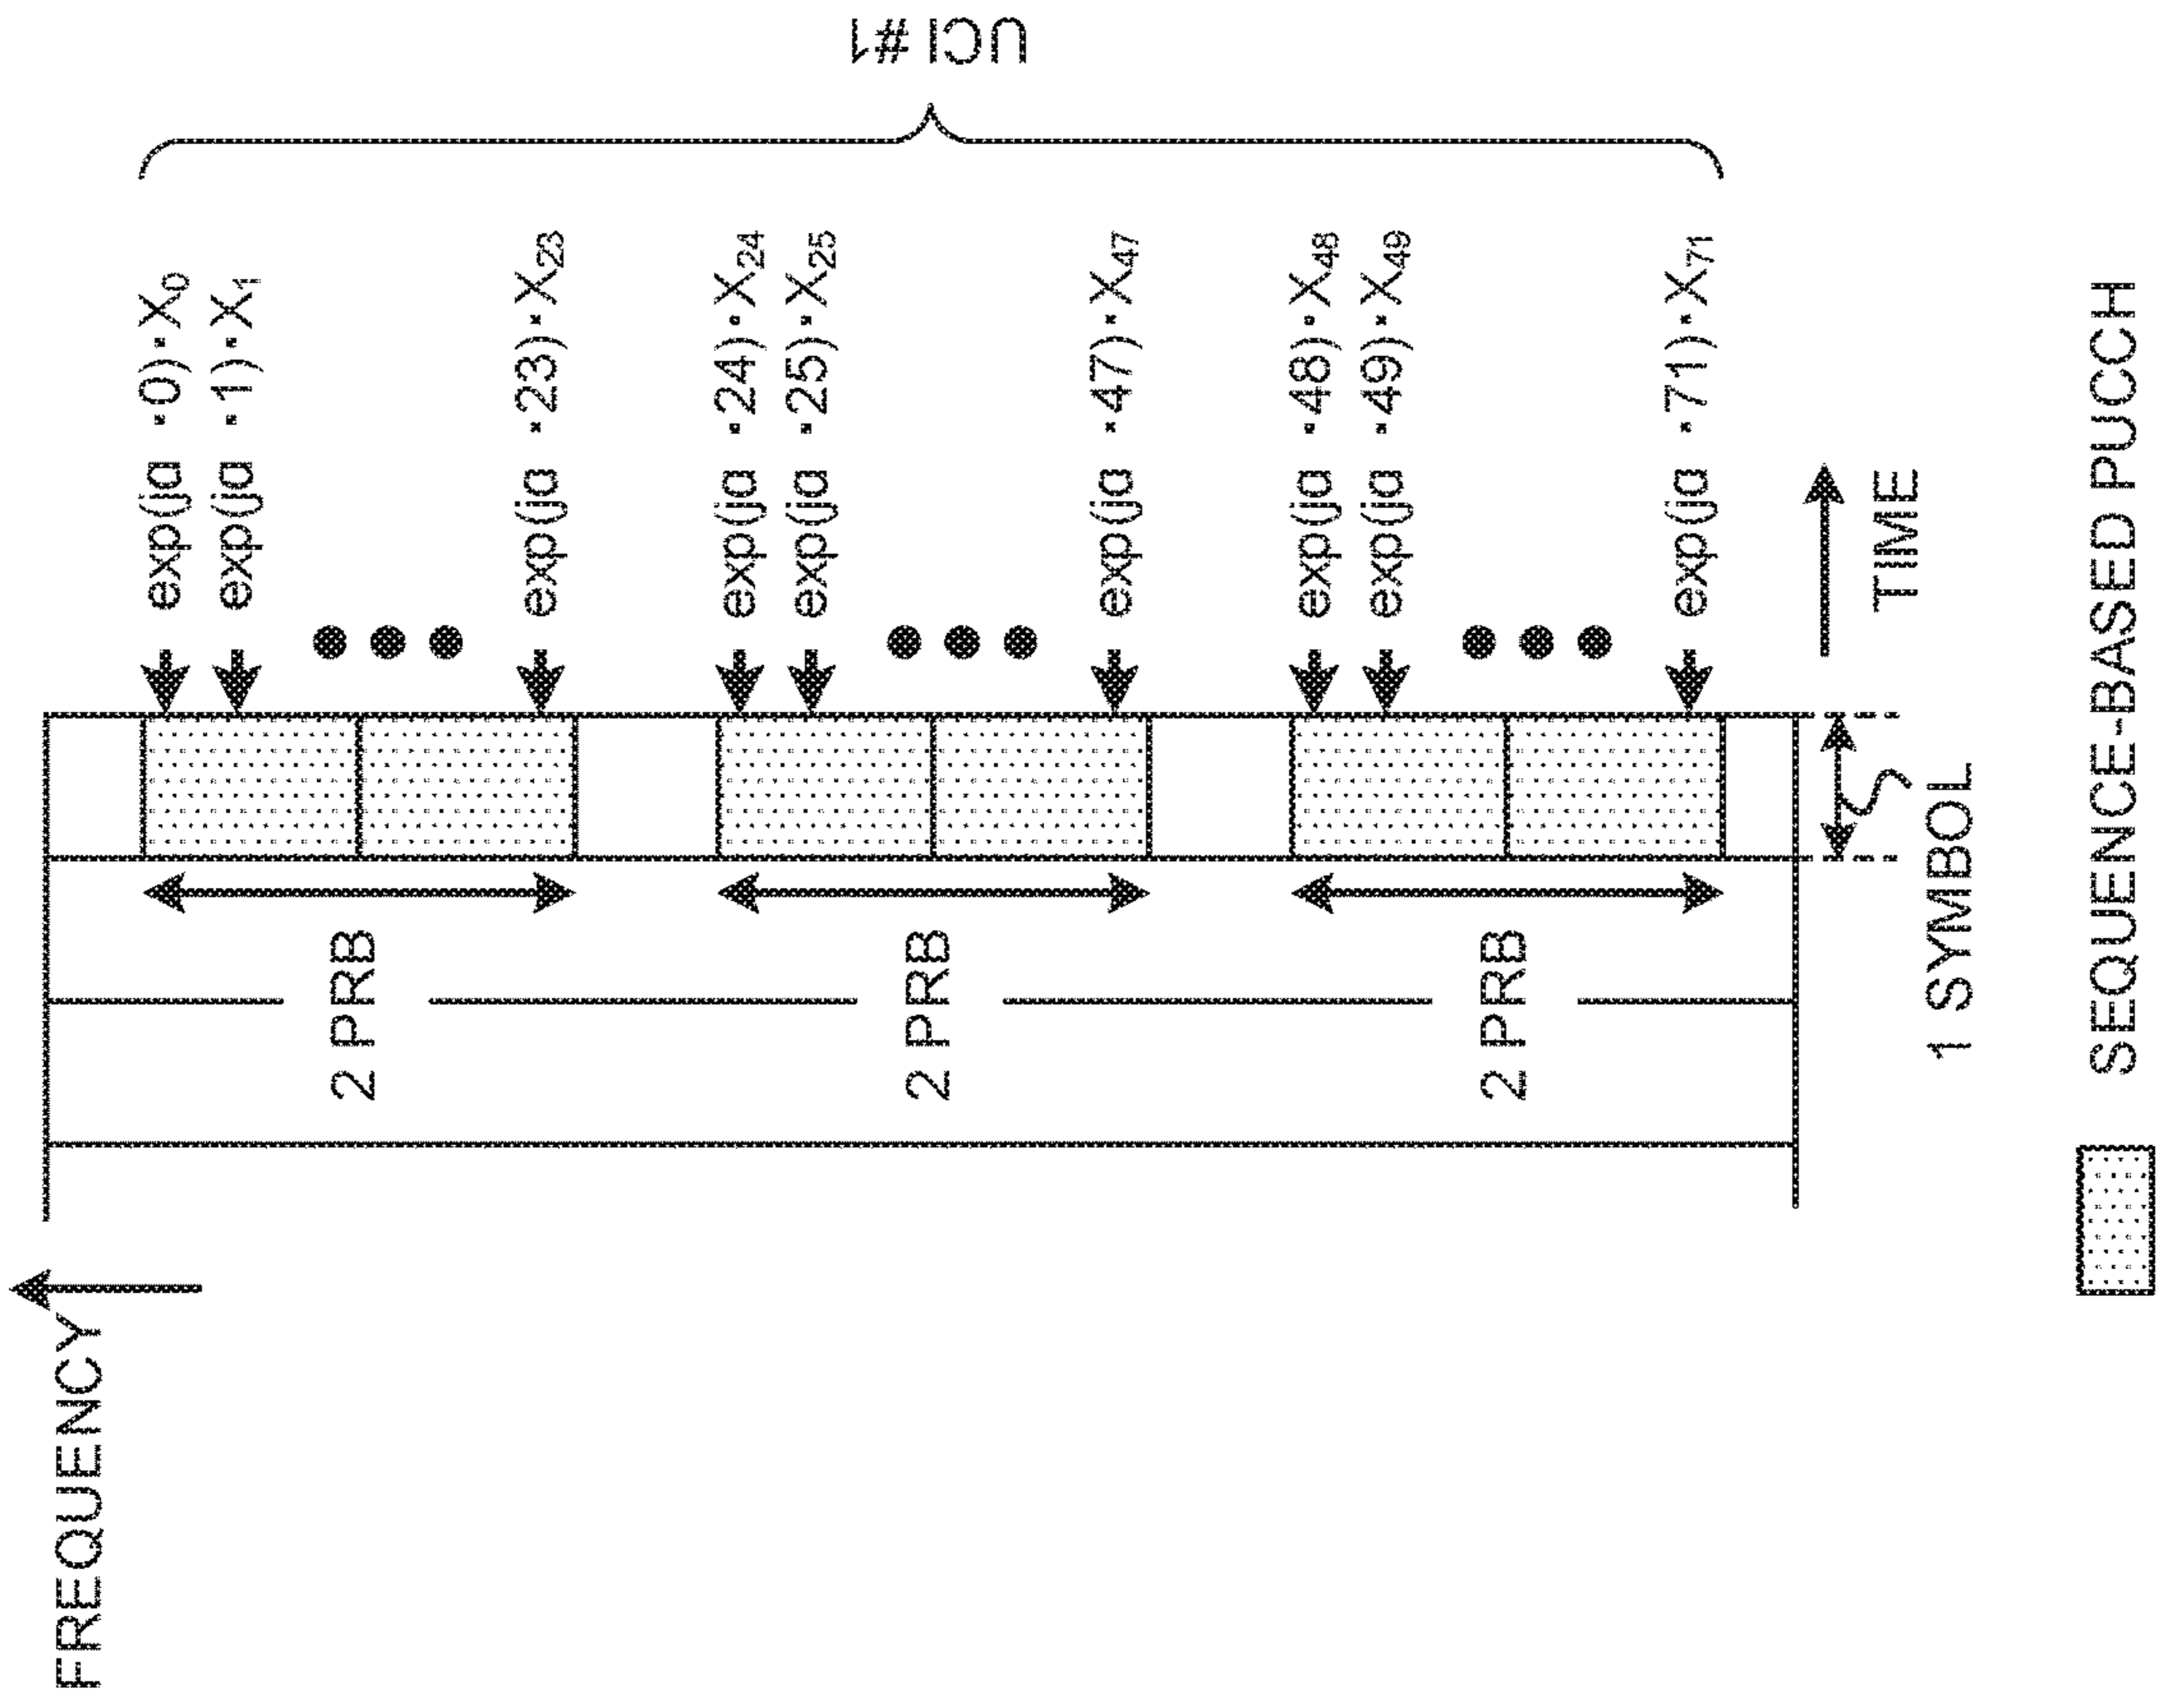 FREQUENCY
exp(jα ·0)·X₀
exp(jα ·1)·X₁
2 PRB
exp(jα ·23)·X₂₃
exp(jα ·24)·X₂₄
exp(jα ·25)·X₂₅
2 PRB
UCI #1
exp(jα ·47)·X₄₇
exp(jα ·48)·X₄₈
exp(jα ·49)·X₄₉
2 PRB
exp(jα ·71)·X₇₁
TIME
1 SYMBOL
SEQUENCE-BASED PUCCH